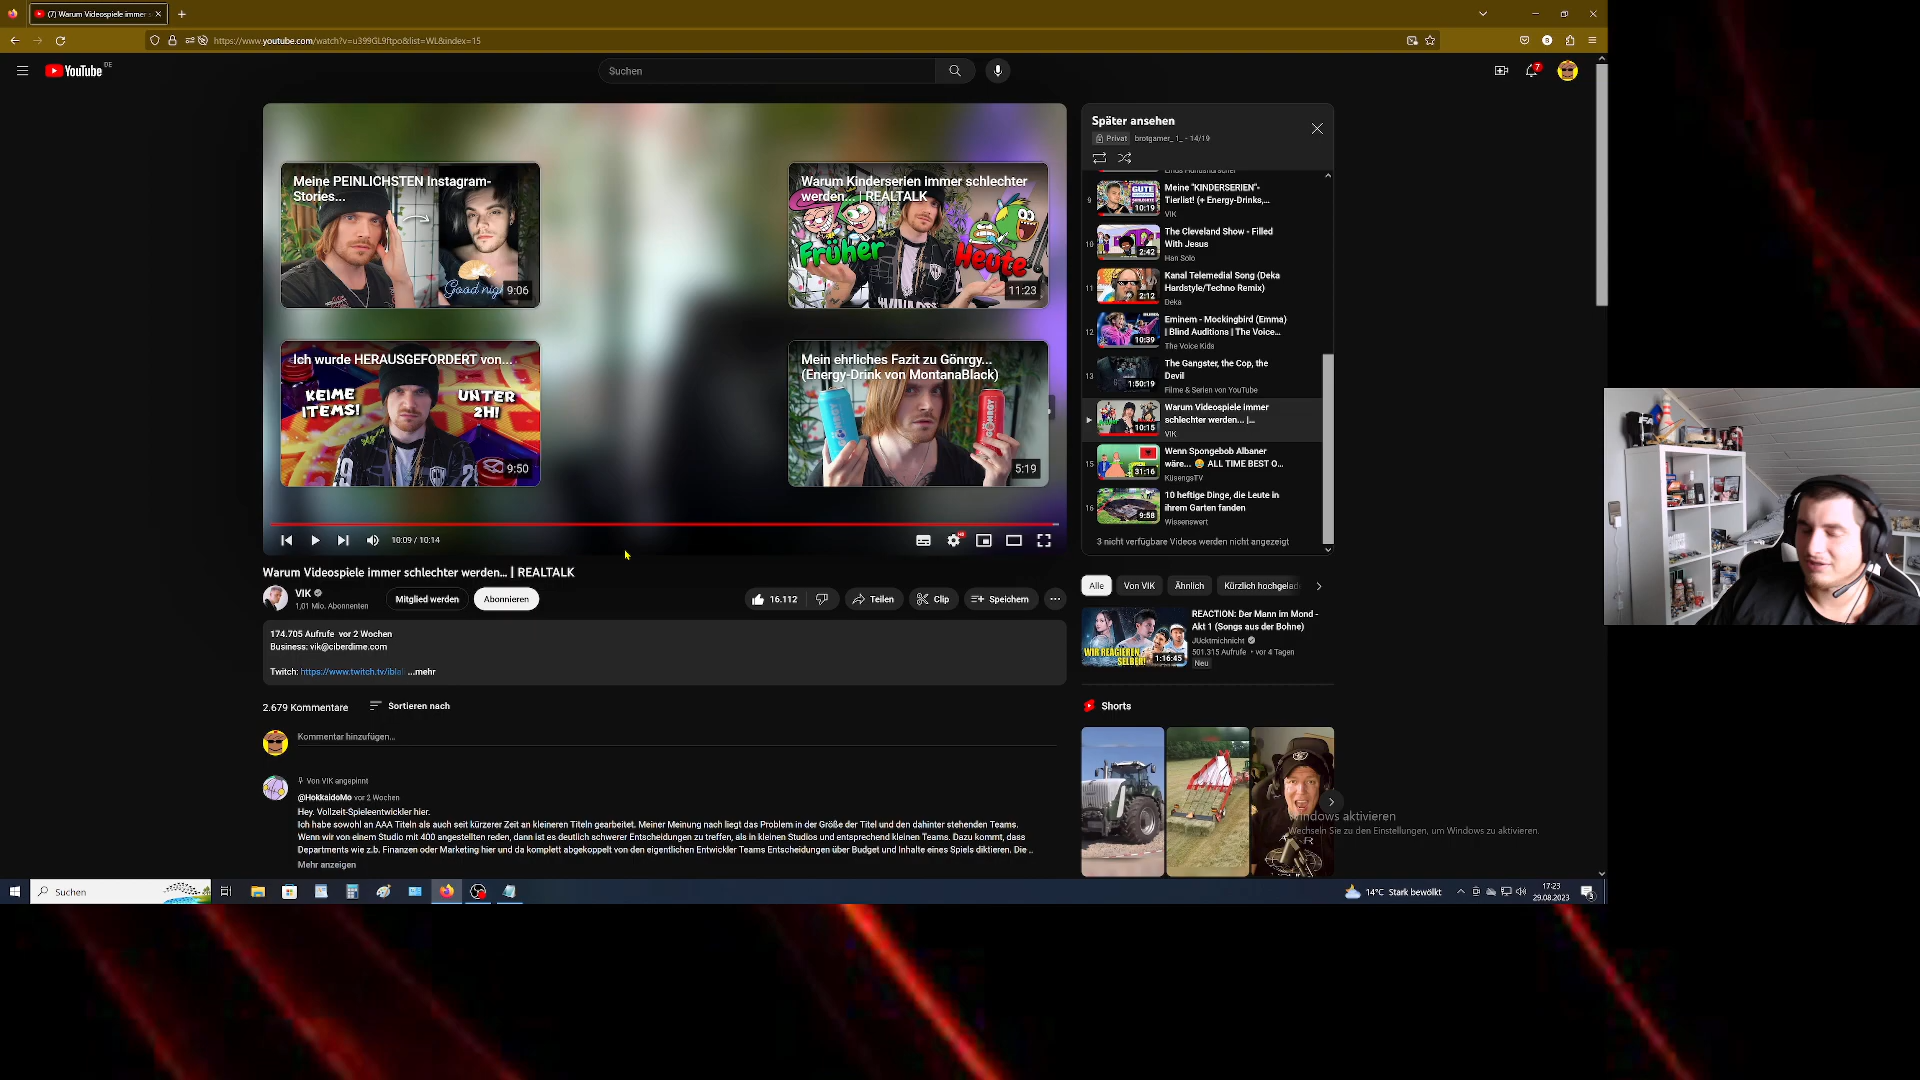 (7) Warum Videospiele immer s
https://www.youtube.com/watch?v=u399GL9ftpo&list=WL&index=15
YouTube DE
Suchen
7
Meine PEINLICHSTEN Instagram-
Stories...
Good nig
9:06
Warum Kinderserien immer schlechter
werden... | REALTALK
Früher
Heute
11:23
Ich wurde HERAUSGEFORDERT von...
KEINE
ITEMS!
UNTER
2H!
9:50
Mein ehrliches Fazit zu Gönrgy...
(Energy-Drink von MontanaBlack)
GÖNRGY
5:19
10:09 / 10:14
Warum Videospiele immer schlechter werden... | REALTALK
VIK
1,01 Mio. Abonnenten
Mitglied werden
Abonnieren
16.112
Teilen
Clip
Speichern
174.705 Aufrufe vor 2 Wochen
Business: vik@ciberdime.com
Twitch: https://www.twitch.tv/ibla ...mehr
2.679 Kommentare
Sortieren nach
Kommentar hinzufügen...
Von VIK angepinnt
@HokkaidoMo vor 2 Wochen
Hey. Vollzeit-Spieleentwickler hier.
Ich habe sowohl an AAA Titeln als auch seit kürzerer Zeit an kleineren Titeln gearbeitet. Meiner Meinung nach liegt das Problem in der Größe der Titel und den dahinter stehenden Teams.
Wenn wir von einem Studio mit 400 angestellten reden, dann ist es deutlich schwerer Entscheidungen zu treffen, als in kleinen Studios und entsprechend kleinen Teams. Dazu kommt, dass
Departments wie z.b. Finanzen oder Marketing hier und da komplett abgekoppelt von den eigentlichen Entwickler Teams Entscheidungen über Budget und Inhalte eines Spiels diktieren. Die ..
Mehr anzeigen
Später ansehen
Privat brotgamer_1_ - 14/19
9
GUTE
10:19
Meine "KINDERSERIEN"-
Tierlist! (+ Energy-Drinks,...
VIK
10
2:42
The Cleveland Show - Filled
With Jesus
Han Solo
11
2:12
Kanal Telemedial Song (Deka
Hardstyle/Techno Remix)
Deka
12
10:39
Eminem - Mockingbird (Emma)
| Blind Auditions | The Voice...
The Voice Kids
13
1:50:19
The Gangster, the Cop, the
Devil
Filme & Serien von YouTube
10:15
Warum Videospiele immer
schlechter werden... |...
VIK
15
31:16
Wenn Spongebob Albaner
wäre... 😂 ALL TIME BEST O...
KüsengsTV
16
9:58
10 heftige Dinge, die Leute in
ihrem Garten fanden
Wissenswert
3 nicht verfügbare Videos werden nicht angezeigt
Alle
Von VIK
Ähnlich
Kürzlich hochgelad
WIR REAGIEREN
SELBER!
1:16:45
REACTION: Der Mann im Mond -
Akt 1 (Songs aus der Bohne)
JUcktmichnicht
501.315 Aufrufe • vor 4 Tagen
Neu
Shorts
Windows aktivieren
Wechseln Sie zu den Einstellungen, um Windows zu aktivieren.
Suchen
14°C Stark bewölkt
17:23
29.08.2023
3